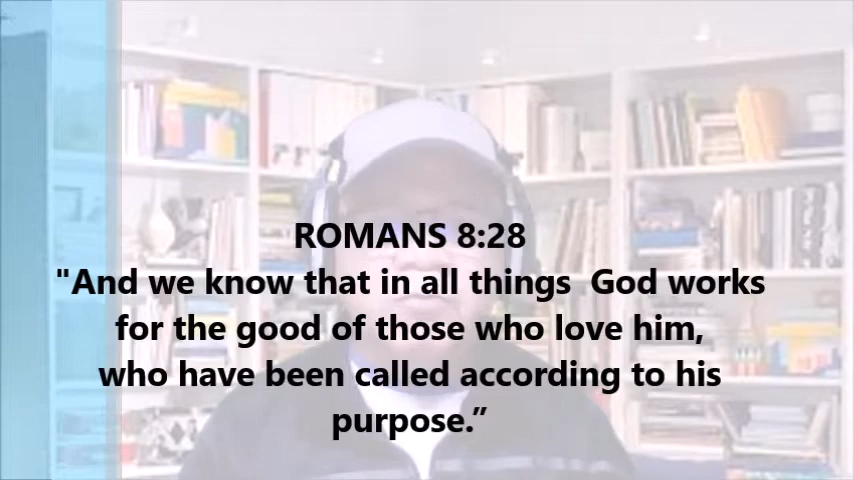 ROMANS 8:28
"And we know that in all things  God works
for the good of those who love him,
who have been called according to his
purpose.”